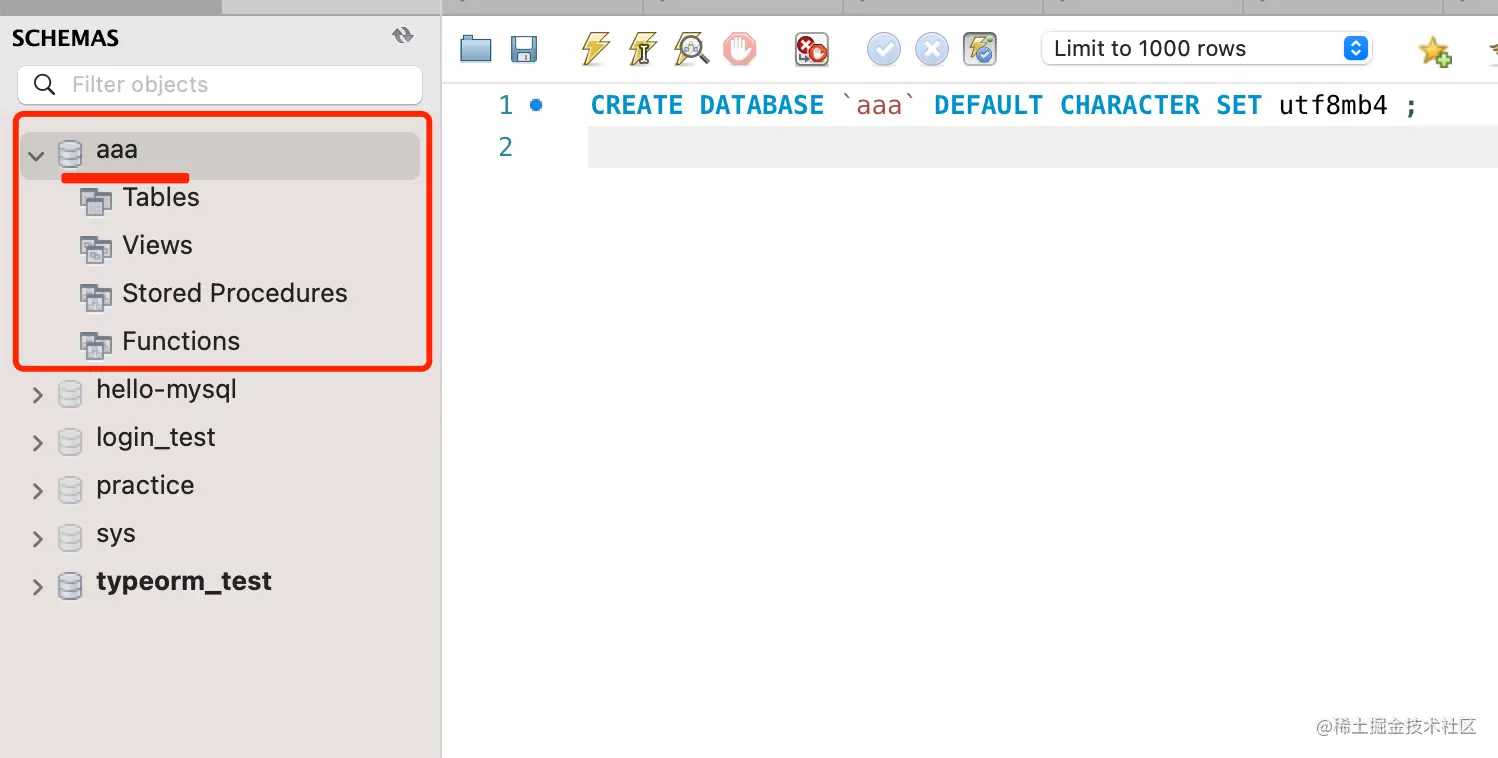 SCHEMAS
Filter objects
aaa
Tables
Views
Stored Procedures
Functions
hello-mysql
login_test
practice
sys
typeorm_test
Limit to 1000 rows
1 CREATE DATABASE `aaa` DEFAULT CHARACTER SET utf8mb4 ;
2
@稀土掘金技术社区